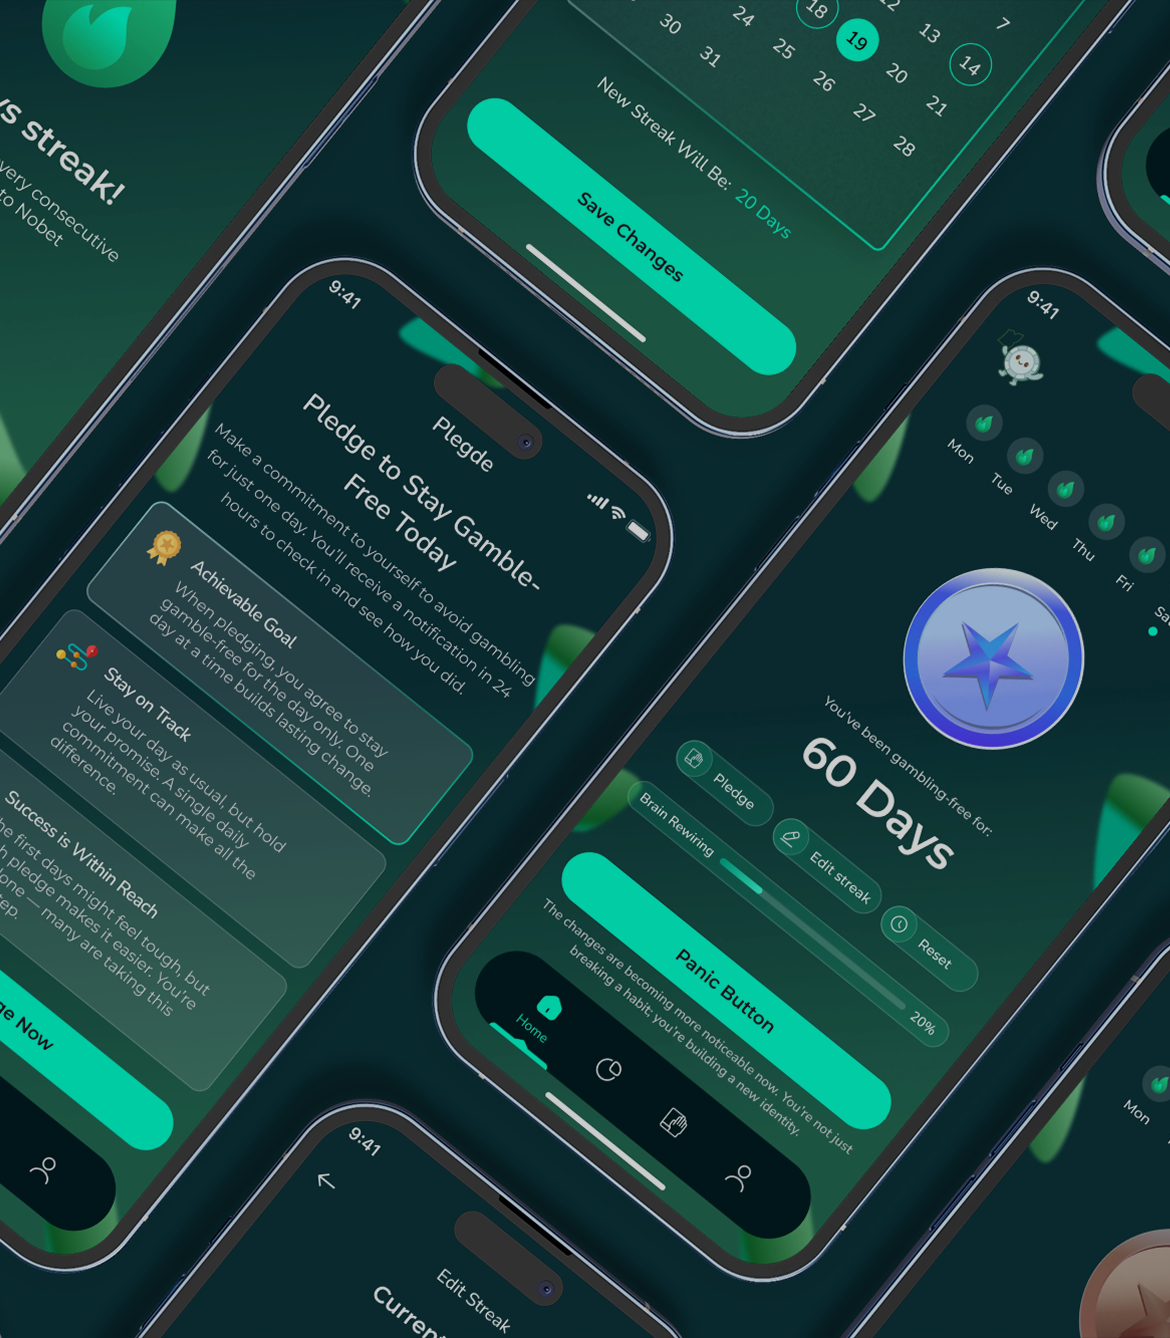 s streak!
very consecutive
to Nobet
30
31
24
25
18
19
26
12
20
27
13
21
28
7
14
New Streak Will Be: 20 Days
Save Changes
9:41
Plegde
Pledge to Stay Gamble-
Free Today
Make a commitment to yourself to avoid gambling
for just one day. You'll receive a notification in 24
hours to check in and see how you did.
Achievable Goal
When pledging, you agree to stay
gamble-free for the day only. One
day at a time builds lasting change.
Stay on Track
Live your day as usual, but hold
your promise. A single daily
commitment can make all the
difference.
Success is Within Reach
he first days might feel tough, but
h pledge makes it easier. You're
lone — many are taking this
ep.
ge Now
9:41
Mon
Tue
Wed
Thu
Fri
Sat
You've been gambling-free for:
60 Days
Pledge
Edit streak
Reset
Brain Rewiring
20%
Panic Button
The changes are becoming more noticeable now. You're not just
breaking a habit: you're building a new identity.
Home
9:41
Edit Streak
Curren
Mon